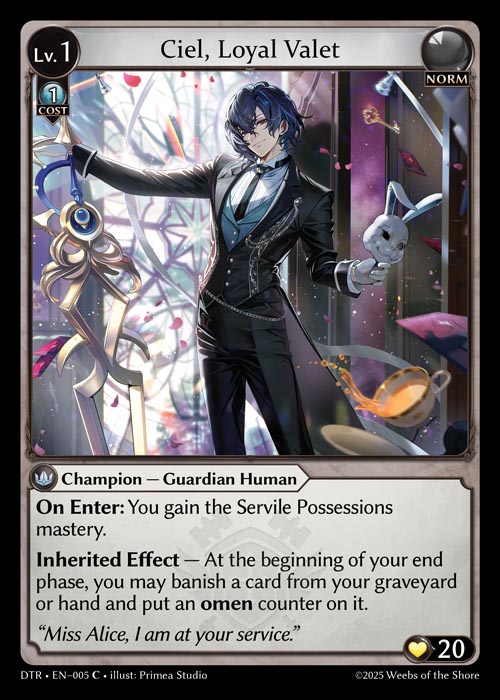 Lv. 1
Ciel, Loyal Valet
NORM
1
COST
Champion — Guardian Human
On Enter: You gain the Servile Possessions
mastery.
Inherited Effect — At the beginning of your end
phase, you may banish a card from your graveyard
or hand and put an omen counter on it.
“Miss Alice, I am at your service.”
20
DTR • EN–005 C • illust: Primea Studio
©2025 Weebs of the Shore